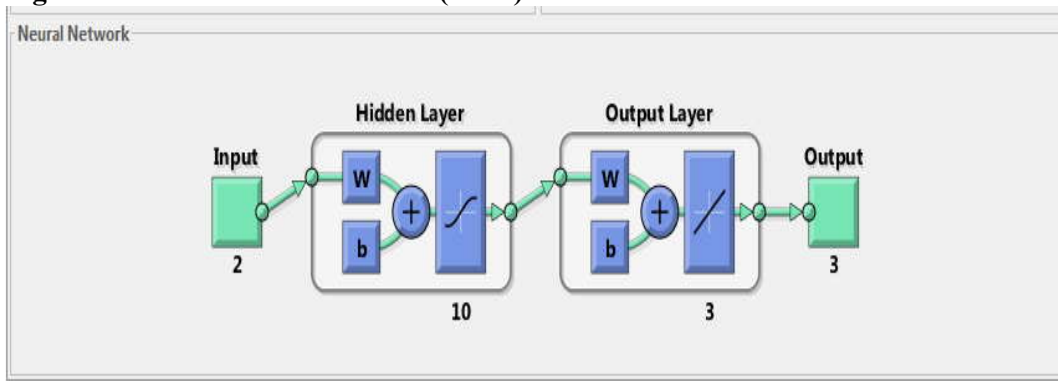 Neural Network
Hidden Layer
Output Layer
Input
Output
W
b
+
W
b
+
2
10
3
3